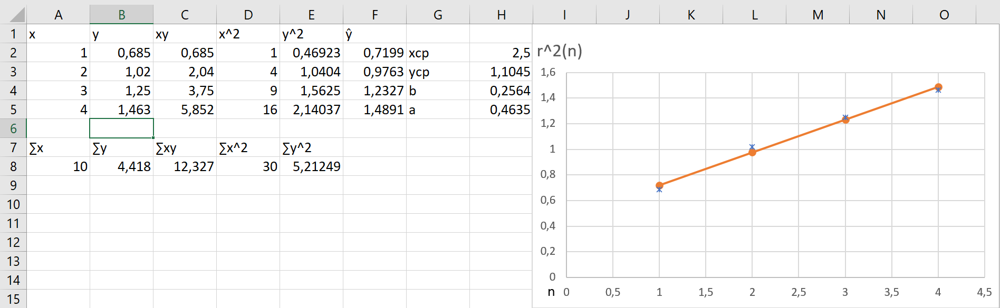 A B C D E F G H I J K L M N O
1 x y xy x^2 y^2 ŷ
2 1 0,685 0,685 1 0,46923 0,7199 xcp 2,5
3 2 1,02 2,04 4 1,0404 0,9763 ycp 1,1045
4 3 1,25 3,75 9 1,5625 1,2327 b 0,2564
5 4 1,463 5,852 16 2,14037 1,4891 a 0,4635
6
7 ∑x ∑y ∑xy ∑x^2 ∑y^2
8 10 4,418 12,327 30 5,21249
9
10
11
12
13
14
15
r^2(n)
1,6
1,4
1,2
1
0,8
0,6
0,4
0,2
0
n 0 0,5 1 1,5 2 2,5 3 3,5 4 4,5